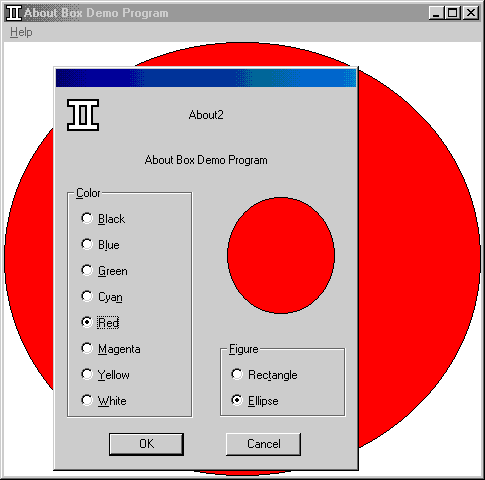 About Box Demo Program
Help
About2
About Box Demo Program
Color
Black
Blue
Green
Cyan
Red
Magenta
Yellow
White
Figure
Rectangle
Ellipse
OK
Cancel